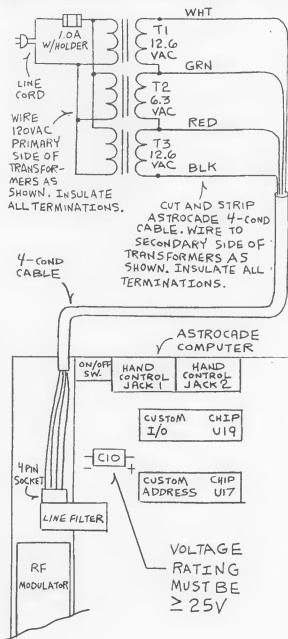 WHT
1.0A
W/HOLDER
T1
12.6
VAC
GRN
LINE
CORD
T2
6.3
VAC
RED
WIRE
120VAC
PRIMARY
SIDE OF
TRANSFOR-
MERS AS
SHOWN. INSULATE
ALL TERMINATIONS.
T3
12.6
VAC
BLK
CUT AND STRIP
ASTROCADE 4-COND
CABLE. WIRE TO
SECONDARY SIDE OF
TRANSFORMERS AS
SHOWN. INSULATE ALL
TERMINATIONS.
4-COND
CABLE
ASTROCADE
COMPUTER
ON/OFF
SW.
HAND
CONTROL
JACK 1
HAND
CONTROL
JACK 2
CUSTOM CHIP
I/O U19
C10
- +
4 PIN
SOCKET
CUSTOM CHIP
ADDRESS U17
LINE FILTER
RF
MODULATOR
VOLTAGE
RATING
MUST BE
≥ 25V